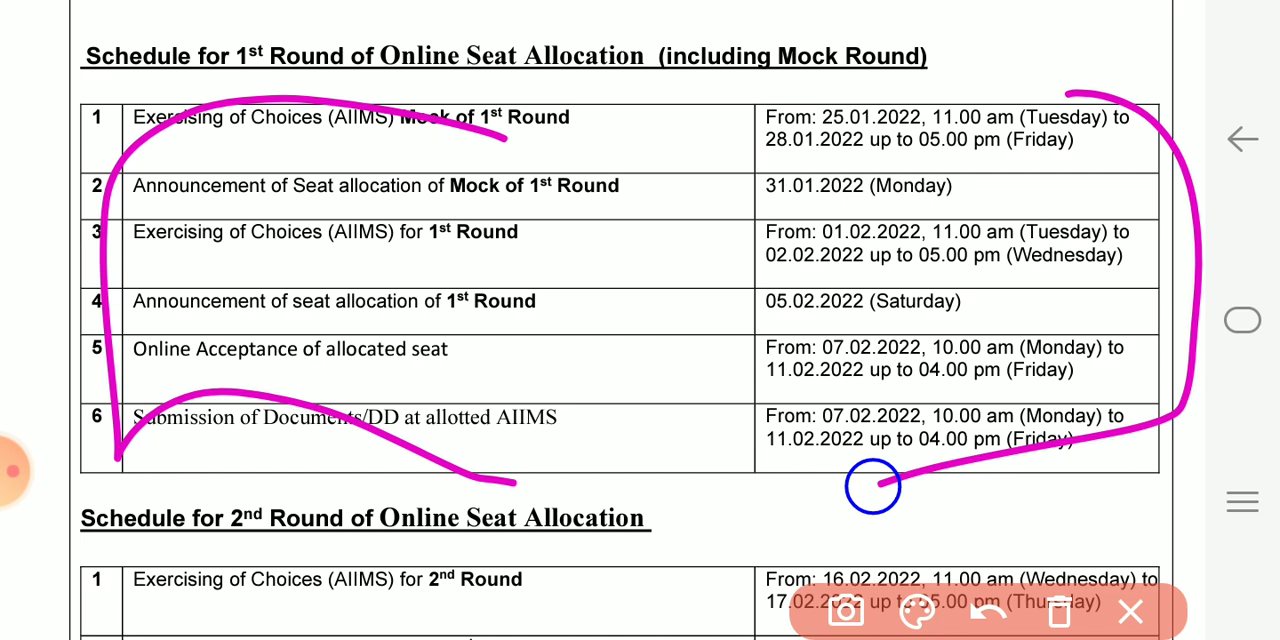 Schedule for 1st Round of Online Seat Allocation (including Mock Round)
1 Exercising of Choices (AIIMS) Mock of 1st Round From: 25.01.2022, 11.00 am (Tuesday) to
28.01.2022 up to 05.00 pm (Friday)
2 Announcement of Seat allocation of Mock of 1st Round 31.01.2022 (Monday)
3 Exercising of Choices (AIIMS) for 1st Round From: 01.02.2022, 11.00 am (Tuesday) to
02.02.2022 up to 05.00 pm (Wednesday)
4 Announcement of seat allocation of 1st Round 05.02.2022 (Saturday)
5 Online Acceptance of allocated seat From: 07.02.2022, 10.00 am (Monday) to
11.02.2022 up to 04.00 pm (Friday)
6 Submission of Documents/DD at allotted AIIMS From: 07.02.2022, 10.00 am (Monday) to
11.02.2022 up to 04.00 pm (Friday)
Schedule for 2nd Round of Online Seat Allocation
1 Exercising of Choices (AIIMS) for 2nd Round From: 16.02.2022, 11.00 am (Wednesday) to
17.02.2022 up to 05.00 pm (Thursday)